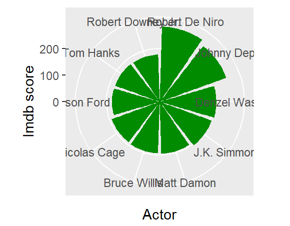 Robert Downey Jr.
Robert De Niro
Tom Hanks
Johnny Dep
son Ford
Denzel Was
icolas Cage
J.K. Simmon
Bruce Willis
Matt Damon
200
100
0
Imdb score
Actor